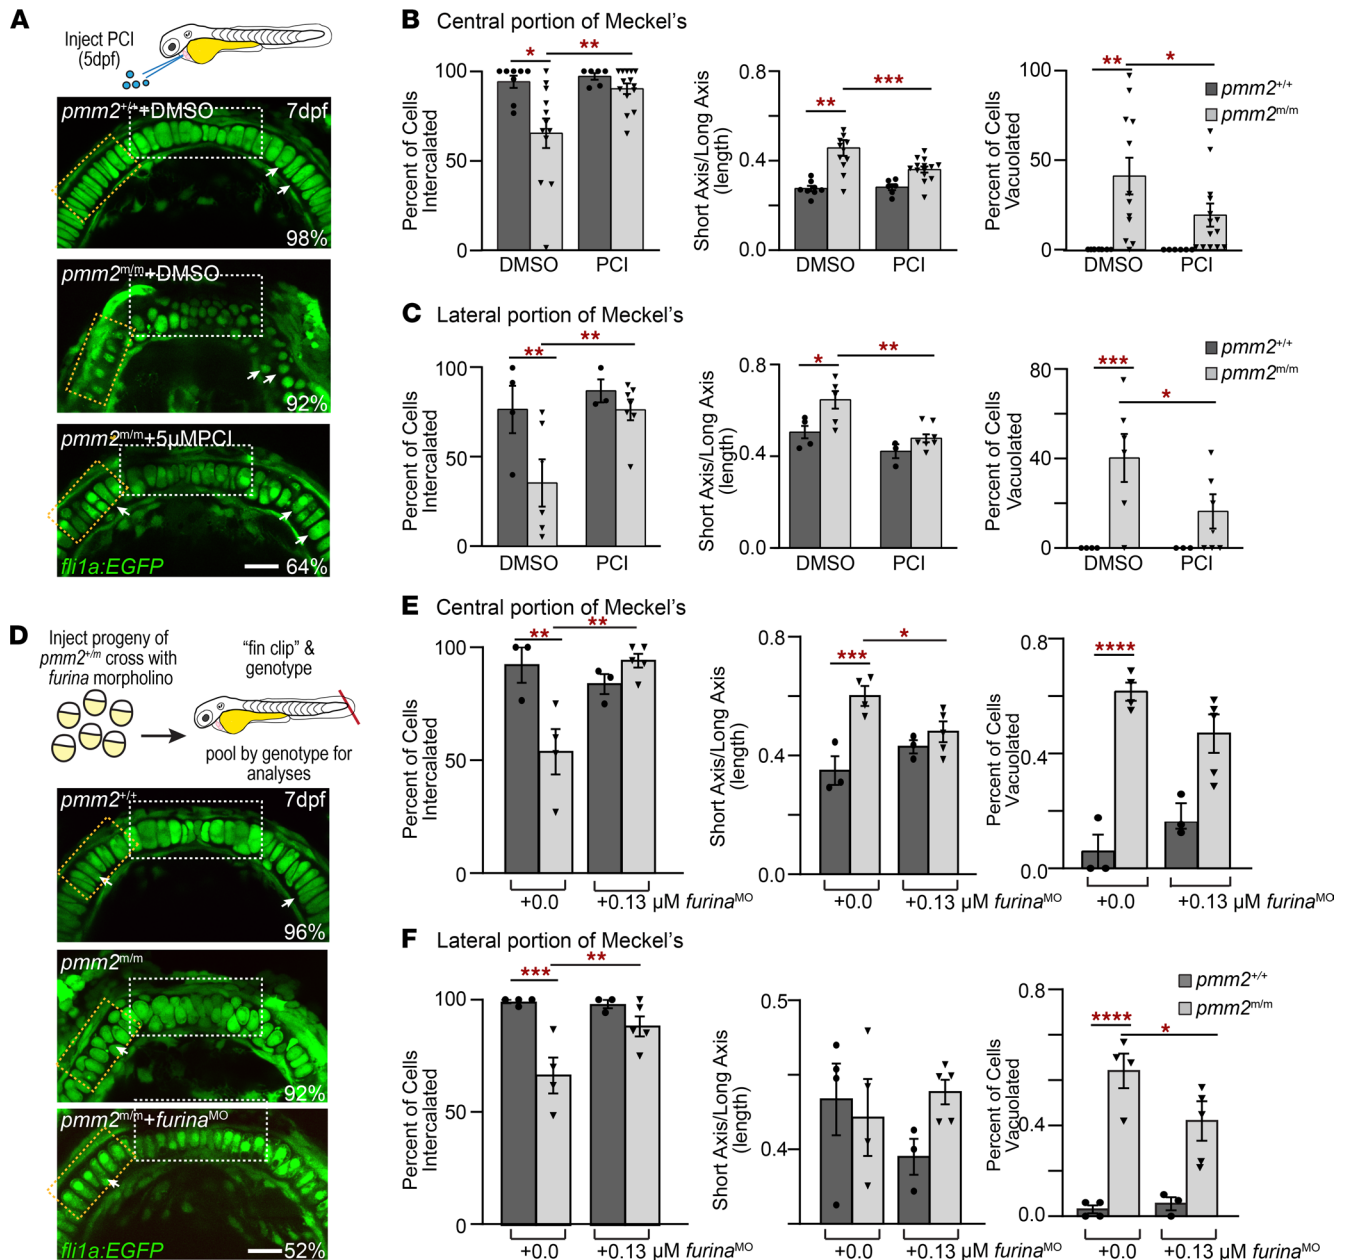 A
Inject PCI
(5dpf)
pmm2+/++DMSO 7dpf
98%
pmm2m/m+DMSO
92%
pmm2m/m+5µMPCI
fli1a:EGFP 64%
B Central portion of Meckel's
Percent of Cells
Intercalated
100
50
0
* **
DMSO PCI
Short Axis/Long Axis
(length)
0.8
0.4
0.0
** ***
DMSO PCI
Percent of Cells
Vacuolated
100
50
0
** *
DMSO PCI
pmm2+/+
pmm2m/m
C Lateral portion of Meckel's
Percent of Cells
Intercalated
100
50
0
** **
DMSO PCI
Short Axis/Long Axis
(length)
0.8
0.4
0.0
* **
DMSO PCI
Percent of Cells
Vacuolated
80
40
0
*** *
DMSO PCI
pmm2+/+
pmm2m/m
D
Inject progeny of
pmm2+/m cross with
furina morpholino
“fin clip” &
genotype
pool by genotype for
analyses
pmm2+/+ 7dpf
96%
pmm2m/m
92%
pmm2m/m+furinaMO
fli1a:EGFP 52%
E Central portion of Meckel's
Percent of Cells
Intercalated
100
50
0
** **
+0.0 +0.13 µM furinaMO
Short Axis/Long Axis
(length)
0.8
0.4
0.0
*** *
+0.0 +0.13 µM furinaMO
Percent of Cells
Vacuolated
0.8
0.4
0.0
****
+0.0 +0.13 µM furinaMO
F Lateral portion of Meckel's
Percent of Cells
Intercalated
100
50
0
*** **
+0.0 +0.13 µM furinaMO
Short Axis/Long Axis
(length)
0.5
0.4
+0.0 +0.13 µM furinaMO
Percent of Cells
Vacuolated
0.8
0.4
0.0
**** *
+0.0 +0.13 µM furinaMO
pmm2+/+
pmm2m/m